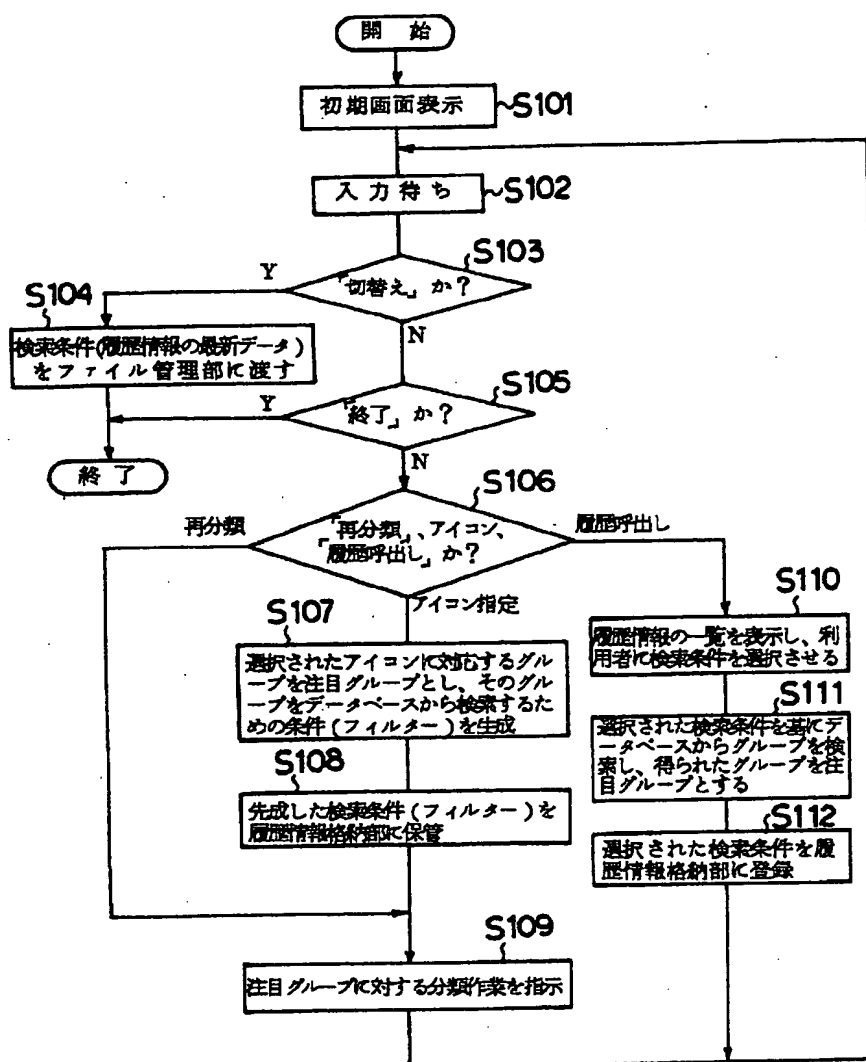 開 始
初期画面表示
S101
入力待ち
S102
S103
「切替え」か？
Y
N
S104
検索条件(履歴情報の最新データ)
をファイル管理部に渡す
S105
「終了」か？
Y
N
終了
S106
「再分類」、アイコン、
「履歴呼出し」か？
再分類
履歴呼出し
アイコン指定
S107
選択されたアイコンに対応するグル
ープを注目グループとし、そのグル
ープをデータベースから検索するた
めの条件(フィルター)を生成
S108
先成した検索条件(フィルター)を
履歴情報格納部に保管
S110
履歴情報の一覧を表示し、利
用者に検索条件を選択させる
S111
選択された検索条件を基にデ
ータベースからグループを検
索し、得られたグループを注
目グループとする
S112
選択された検索条件を履
歴情報格納部に登録
S109
注目グループに対する分類作業を指示